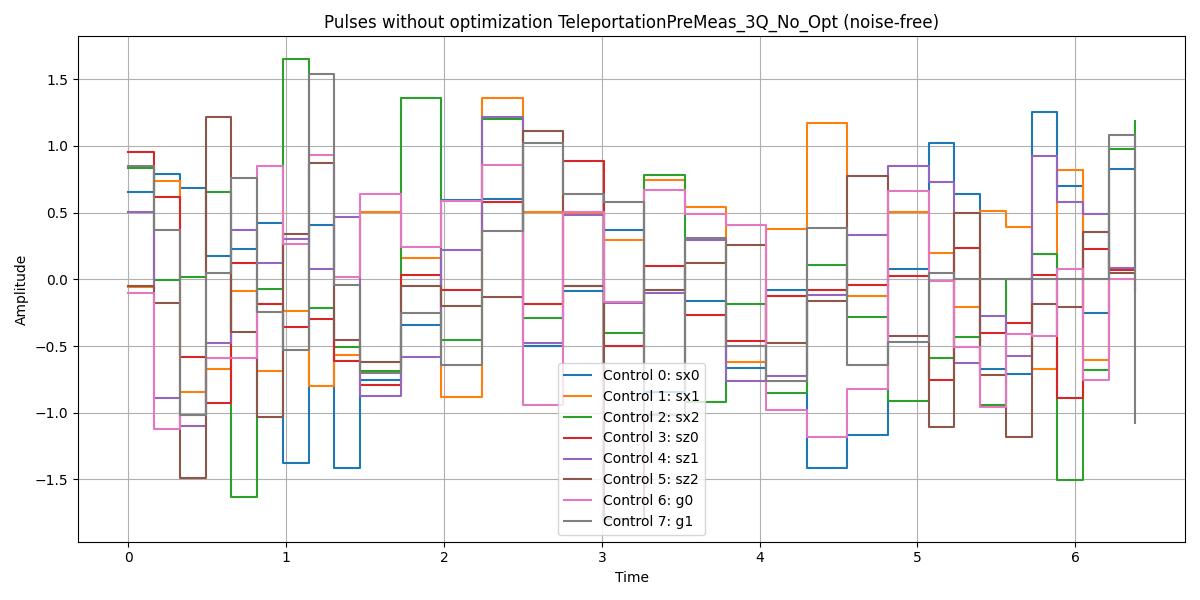 Pulses without optimization TeleportationPreMeas_3Q_No_Opt (noise-free)
Amplitude
1.5
1.0
0.5
0.0
−0.5
−1.0
−1.5
Control 0: sx0
Control 1: sx1
Control 2: sx2
Control 3: sz0
Control 4: sz1
Control 5: sz2
Control 6: g0
Control 7: g1
0 1 2 3 4 5 6
Time